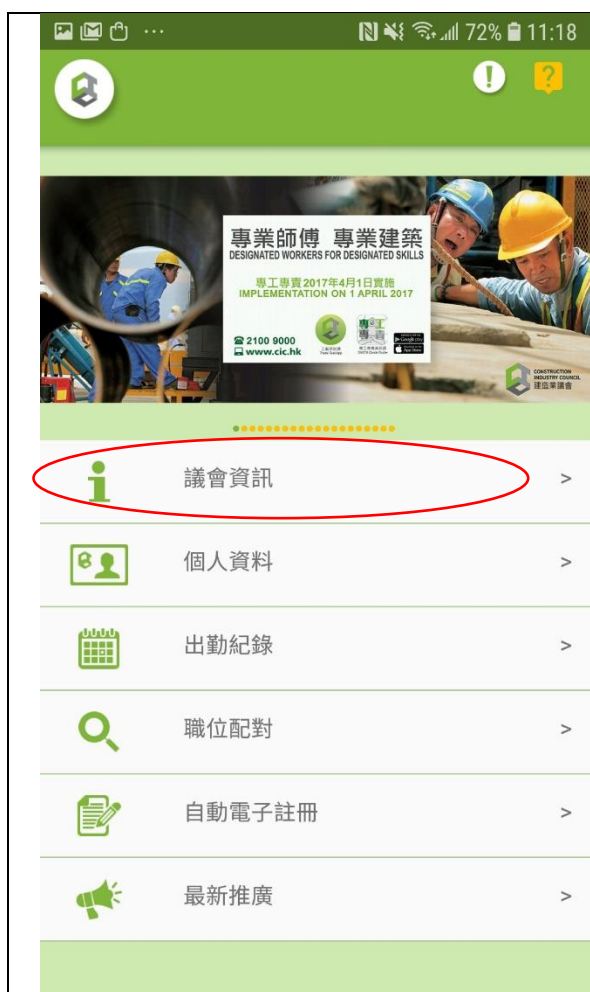 72% 11:18
專業師傅 專業建築
DESIGNATED WORKERS FOR DESIGNATED SKILLS
專工專責2017年4月1日實施
IMPLEMENTATION ON 1 APRIL 2017
2100 9000
www.cic.hk
CONSTRUCTION
INDUSTRY COUNCIL
建造業議會
議會資訊 >
個人資料 >
出勤紀錄 >
職位配對 >
自動電子註冊 >
最新推廣 >